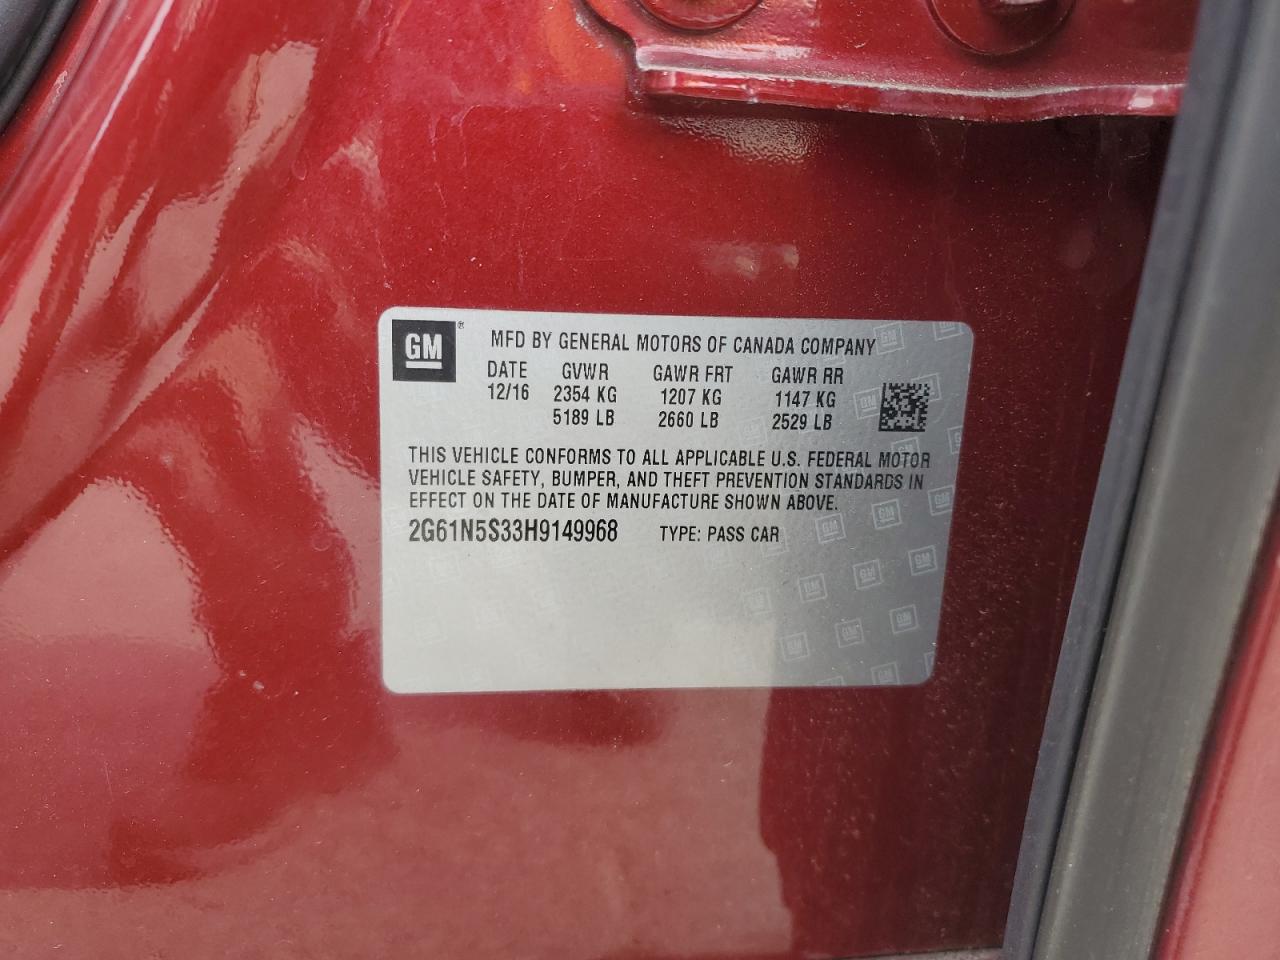 GM ®
MFD BY GENERAL MOTORS OF CANADA COMPANY
DATE GVWR GAWR FRT GAWR RR
12/16 2354 KG 1207 KG 1147 KG
5189 LB 2660 LB 2529 LB
THIS VEHICLE CONFORMS TO ALL APPLICABLE U.S. FEDERAL MOTOR
VEHICLE SAFETY, BUMPER, AND THEFT PREVENTION STANDARDS IN
EFFECT ON THE DATE OF MANUFACTURE SHOWN ABOVE.
2G61N5S33H9149968 TYPE: PASS CAR